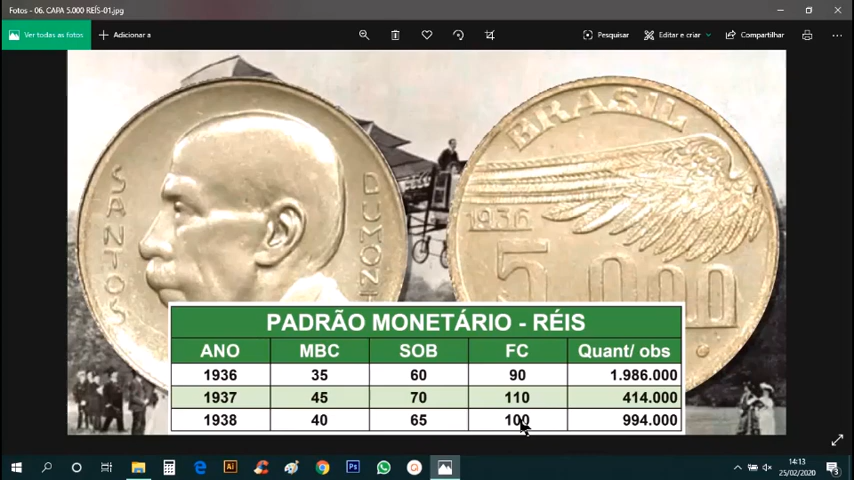 Fotos - 06. CAPA 5.000 REÍS-01.jpg
Ver todas as fotos
Adicionar a
Pesquisar
Editar e criar
Compartilhar
SANTOS
DUMONT
BRASIL
1936
5.000
PADRÃO MONETÁRIO - RÉIS
ANO MBC SOB FC Quant/ obs
1936 35 60 90 1.986.000
1937 45 70 110 414.000
1938 40 65 100 994.000
14:13
25/02/2020
3